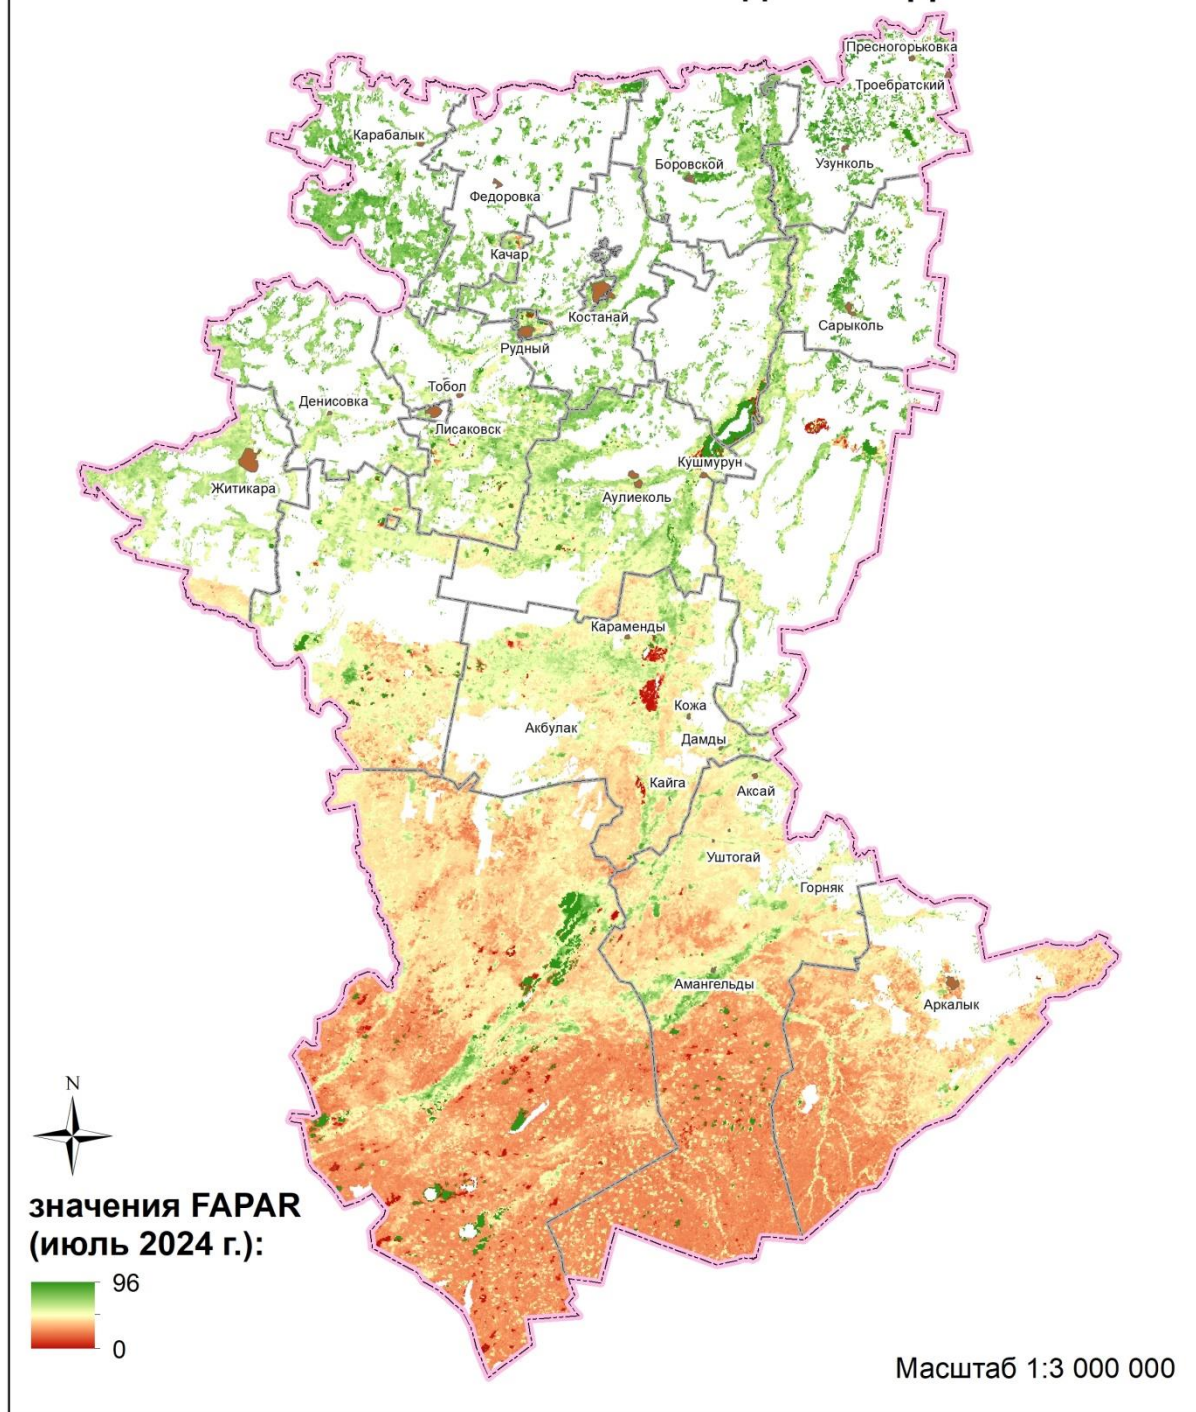 Пресногорьковка
Троебратский
Карабалык
Боровской
Узунколь
Федоровка
Качар
Костанай
Сарыколь
Рудный
Тобол
Денисовка
Лисаковск
Кушмурун
Житикара
Аулиеколь
Караменды
Кожа
Акбулак
Дамды
Кайга
Аксай
Уштогай
Горняк
Амангельды
Аркалык
N
значения FAPAR
(июль 2024 г.):
96
0
Масштаб 1:3 000 000